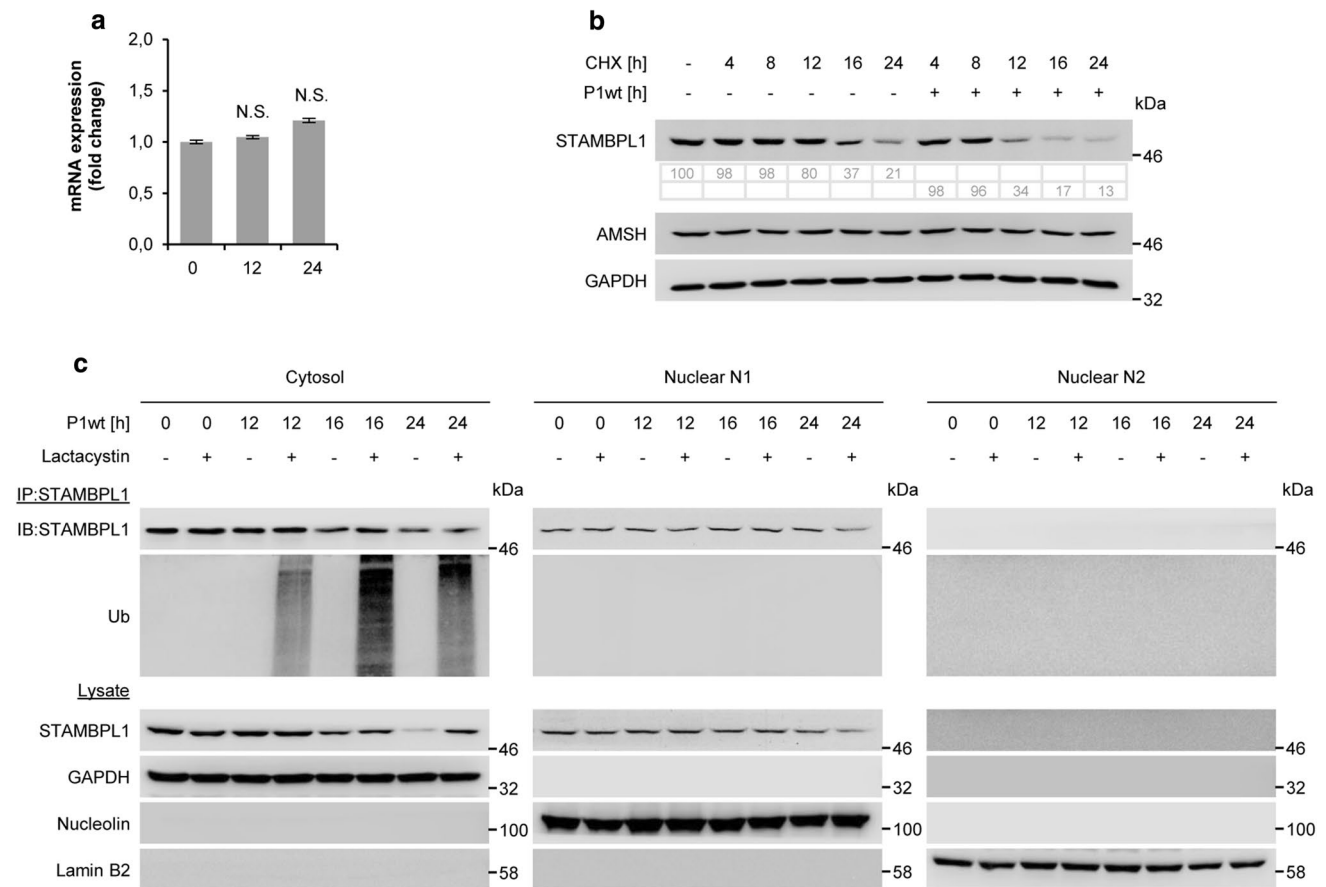 a
mRNA expression
(fold change)
2,0
1,5
1,0
0,5
0,0
N.S.
N.S.
0 12 24
b
CHX [h] - 4 8 12 16 24 4 8 12 16 24
P1wt [h] - - - - - - + + + + +
kDa
STAMBPL1
46
100 98 98 80 37 21
98 96 34 17 13
AMSH
46
GAPDH
32
c
Cytosol Nuclear N1 Nuclear N2
P1wt [h] 0 0 12 12 16 16 24 24 0 0 12 12 16 16 24 24 0 0 12 12 16 16 24 24
Lactacystin - + - + - + - + - + - + - + - + - + - + - + - +
IP:STAMBPL1 kDa kDa kDa
IB:STAMBPL1
46 46 46
Ub
Lysate
STAMBPL1
46 46 46
GAPDH
32 32 32
Nucleolin
100 100 100
Lamin B2
58 58 58